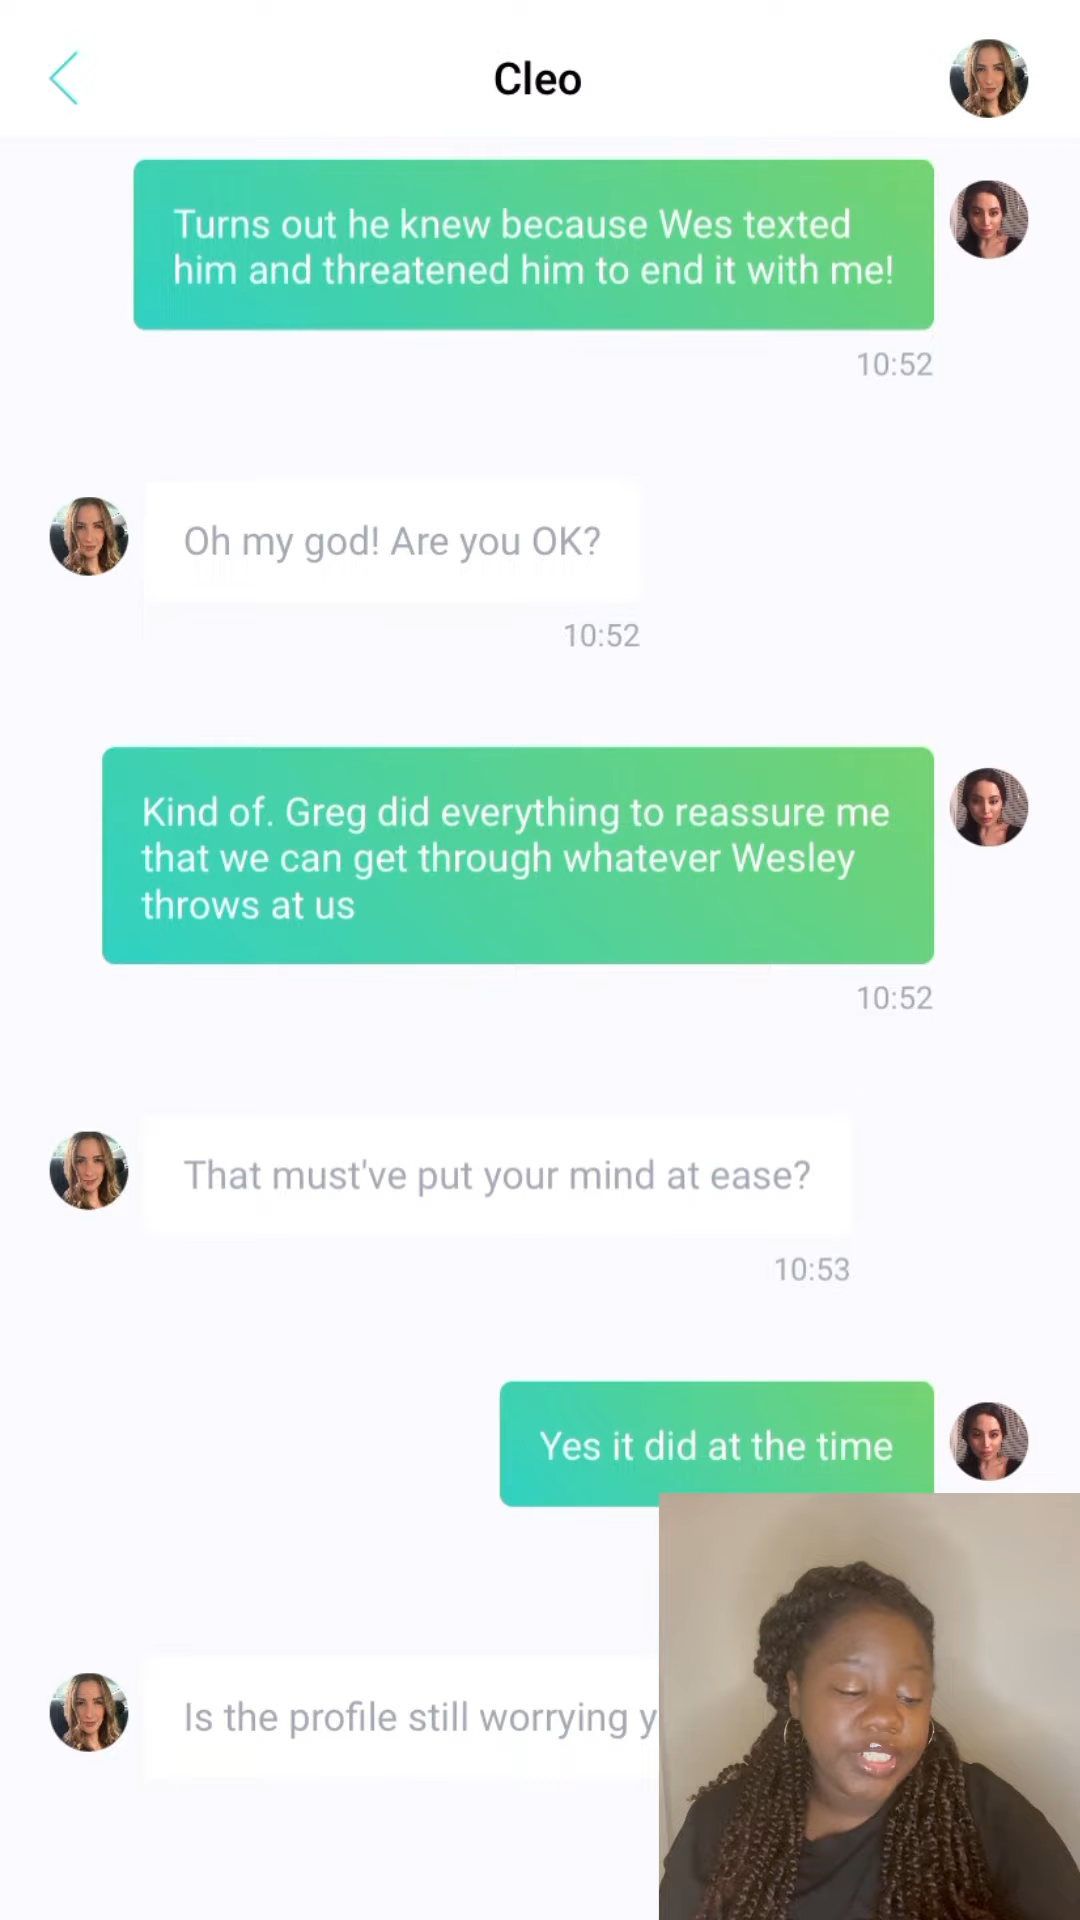 Cleo
Turns out he knew because Wes texted
him and threatened him to end it with me!
10:52
Oh my god! Are you OK?
10:52
Kind of. Greg did everything to reassure me
that we can get through whatever Wesley
throws at us
10:52
That must've put your mind at ease?
10:53
Yes it did at the time
Is the profile still worrying y